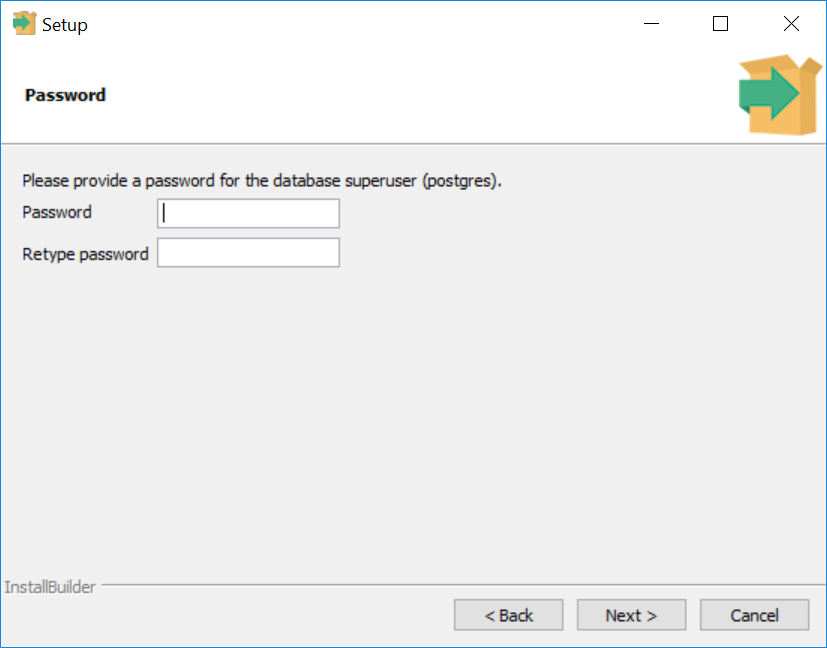 Setup
Password
Please provide a password for the database superuser (postgres).
Password
Retype password
InstallBuilder
< Back Next > Cancel